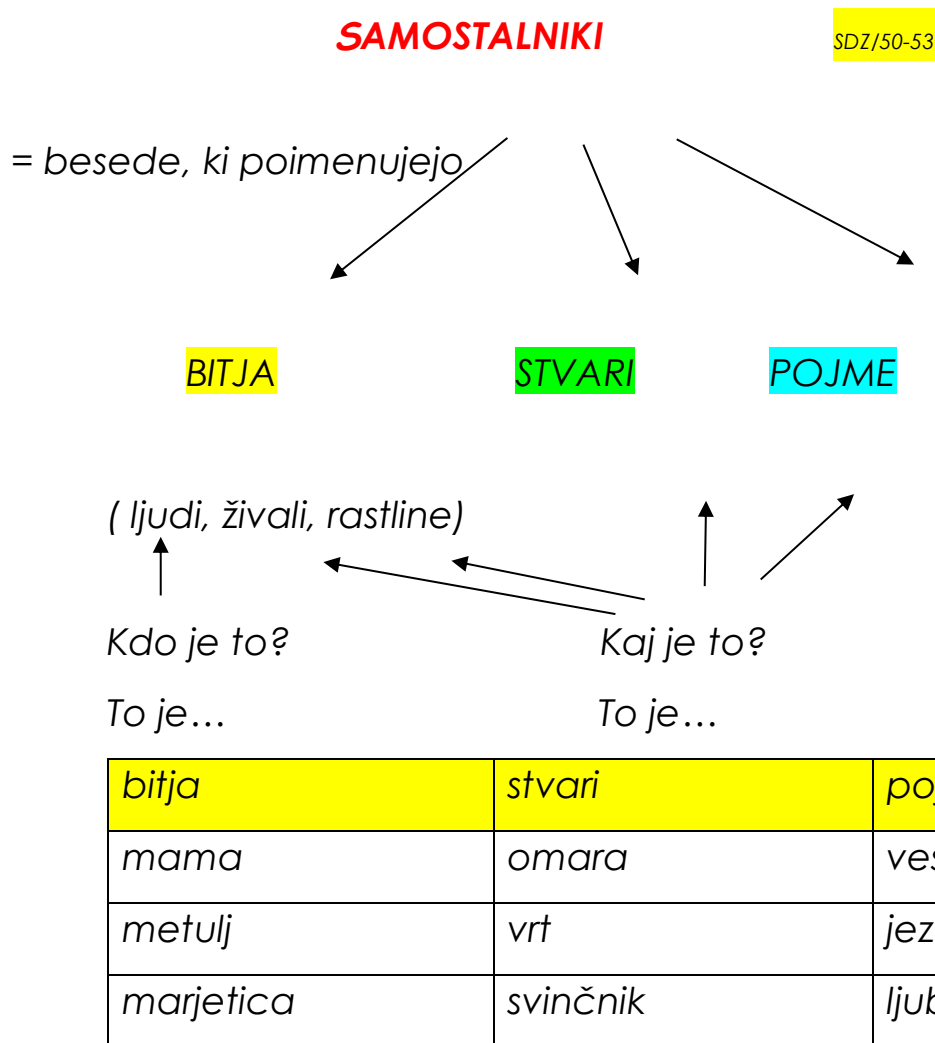 SAMOSTALNIKI SDZ/50-53
= besede, ki poimenujejo
BITJA STVARI POJME
( ljudi, živali, rastline)
Kdo je to? Kaj je to?
To je… To je…
bitja stvari
mama omara
metulj vrt
marjetica svinčnik